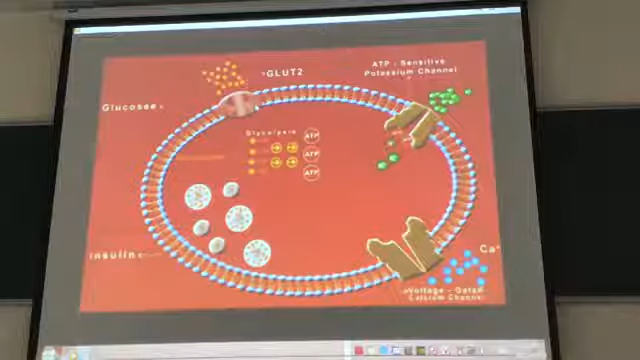 GLUT2
ATP - Sensitive
Potassium Channel
Glucose
Glycolysis
ATP
ATP
ATP
Insulin
Ca⁺
Voltage - Gated
Calcium Channel